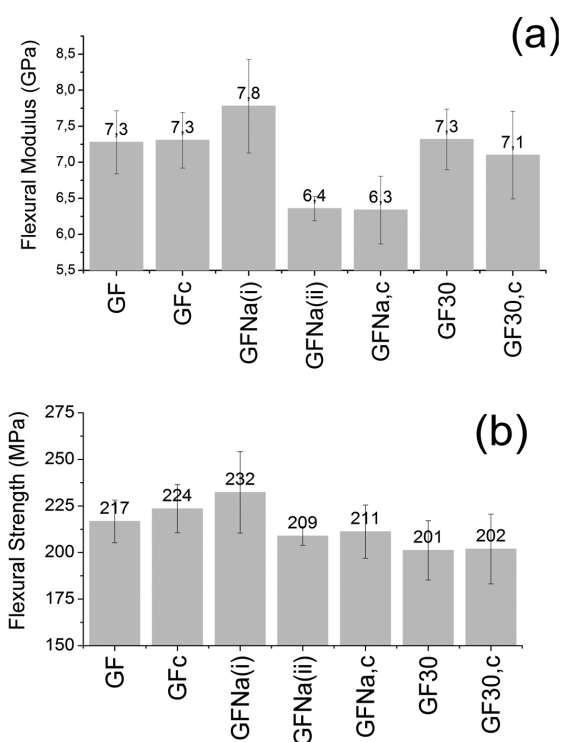 (a)
Flexural Modulus (GPa)
8,5
8,0
7,5
7,0
6,5
6,0
5,5
7,3
7,3
7,8
6,4
6,3
7,3
7,1
GF
GFc
GFNa(i)
GFNa(ii)
GFNa,c
GF30
GF30,c
(b)
Flexural Strength (MPa)
275
250
225
200
175
150
217
224
232
209
211
201
202
GF
GFc
GFNa(i)
GFNa(ii)
GFNa,c
GF30
GF30,c